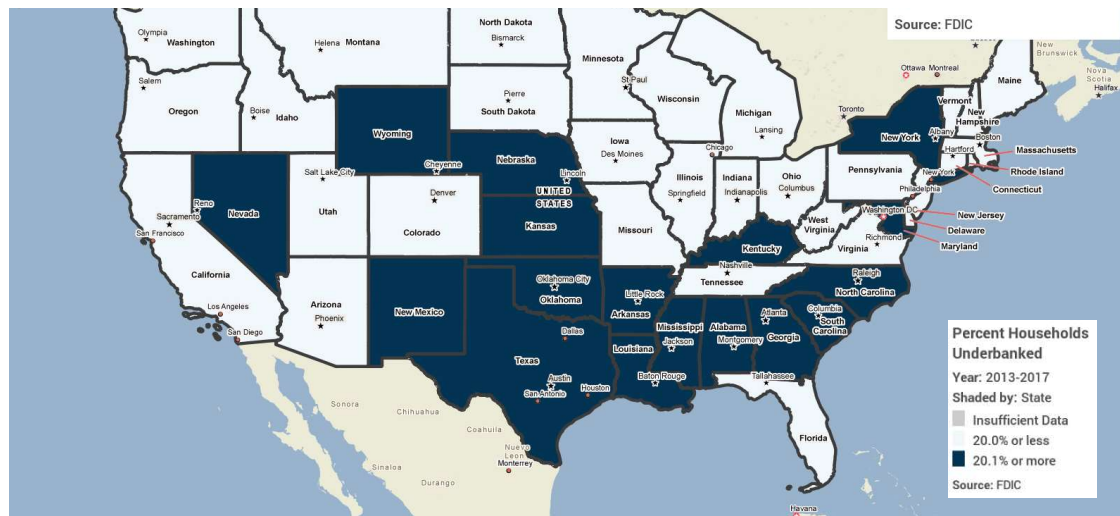 Source: FDIC
Olympia
Washington
Helena
Montana
North Dakota
Bismarck
Minnesota
St Paul
Wisconsin
Michigan
Lansing
Ottawa
Montreal
Toronto
New
Brunswick
Nova
Scotia
Halifax
Maine
Vermont
New
Hampshire
Salem
Oregon
Boise
Idaho
Pierre
South Dakota
Wyoming
Cheyenne
Nebraska
Lincoln
Iowa
Des Moines
Chicago
Illinois
Springfield
Indiana
Indianapolis
Ohio
Columbus
Pennsylvania
Philadelphia
New York
Albany
New York
Boston
Hartford
Massachusetts
Rhode Island
Connecticut
New Jersey
Delaware
Maryland
Washington DC
West
Virginia
Virginia
Richmond
Salt Lake City
Utah
Reno
Nevada
Sacramento
San Francisco
California
Los Angeles
San Diego
Denver
Colorado
UNITED
STATES
Kansas
Missouri
Kentucky
Nashville
Tennessee
Raleigh
North Carolina
Columbia
South
Carolina
Arizona
Phoenix
New Mexico
Oklahoma City
Oklahoma
Little Rock
Arkansas
Mississippi
Jackson
Alabama
Montgomery
Atlanta
Georgia
Dallas
Texas
Austin
San Antonio
Houston
Louisiana
Baton Rouge
Tallahassee
Florida
Sonora
Chihuahua
Coahuila
Nuevo
Leon
Monterrey
Sinaloa
Durango
Havana
Percent Households
Underbanked
Year: 2013-2017
Shaded by: State
Insufficient Data
20.0% or less
20.1% or more
Source: FDIC